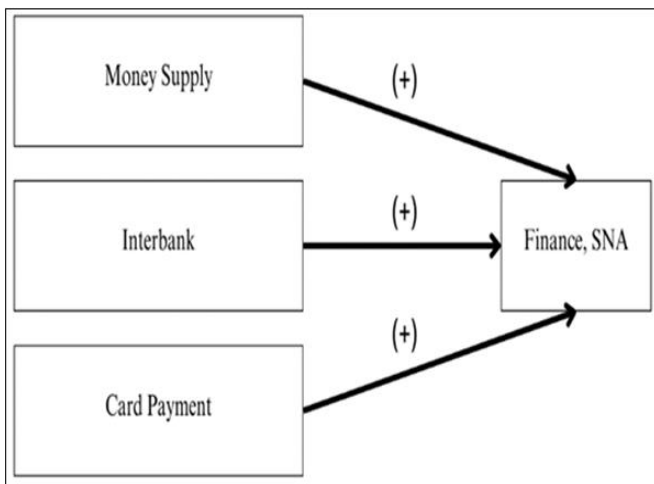 Money Supply
(+)
Interbank
(+)
Finance, SNA
(+)
Card Payment